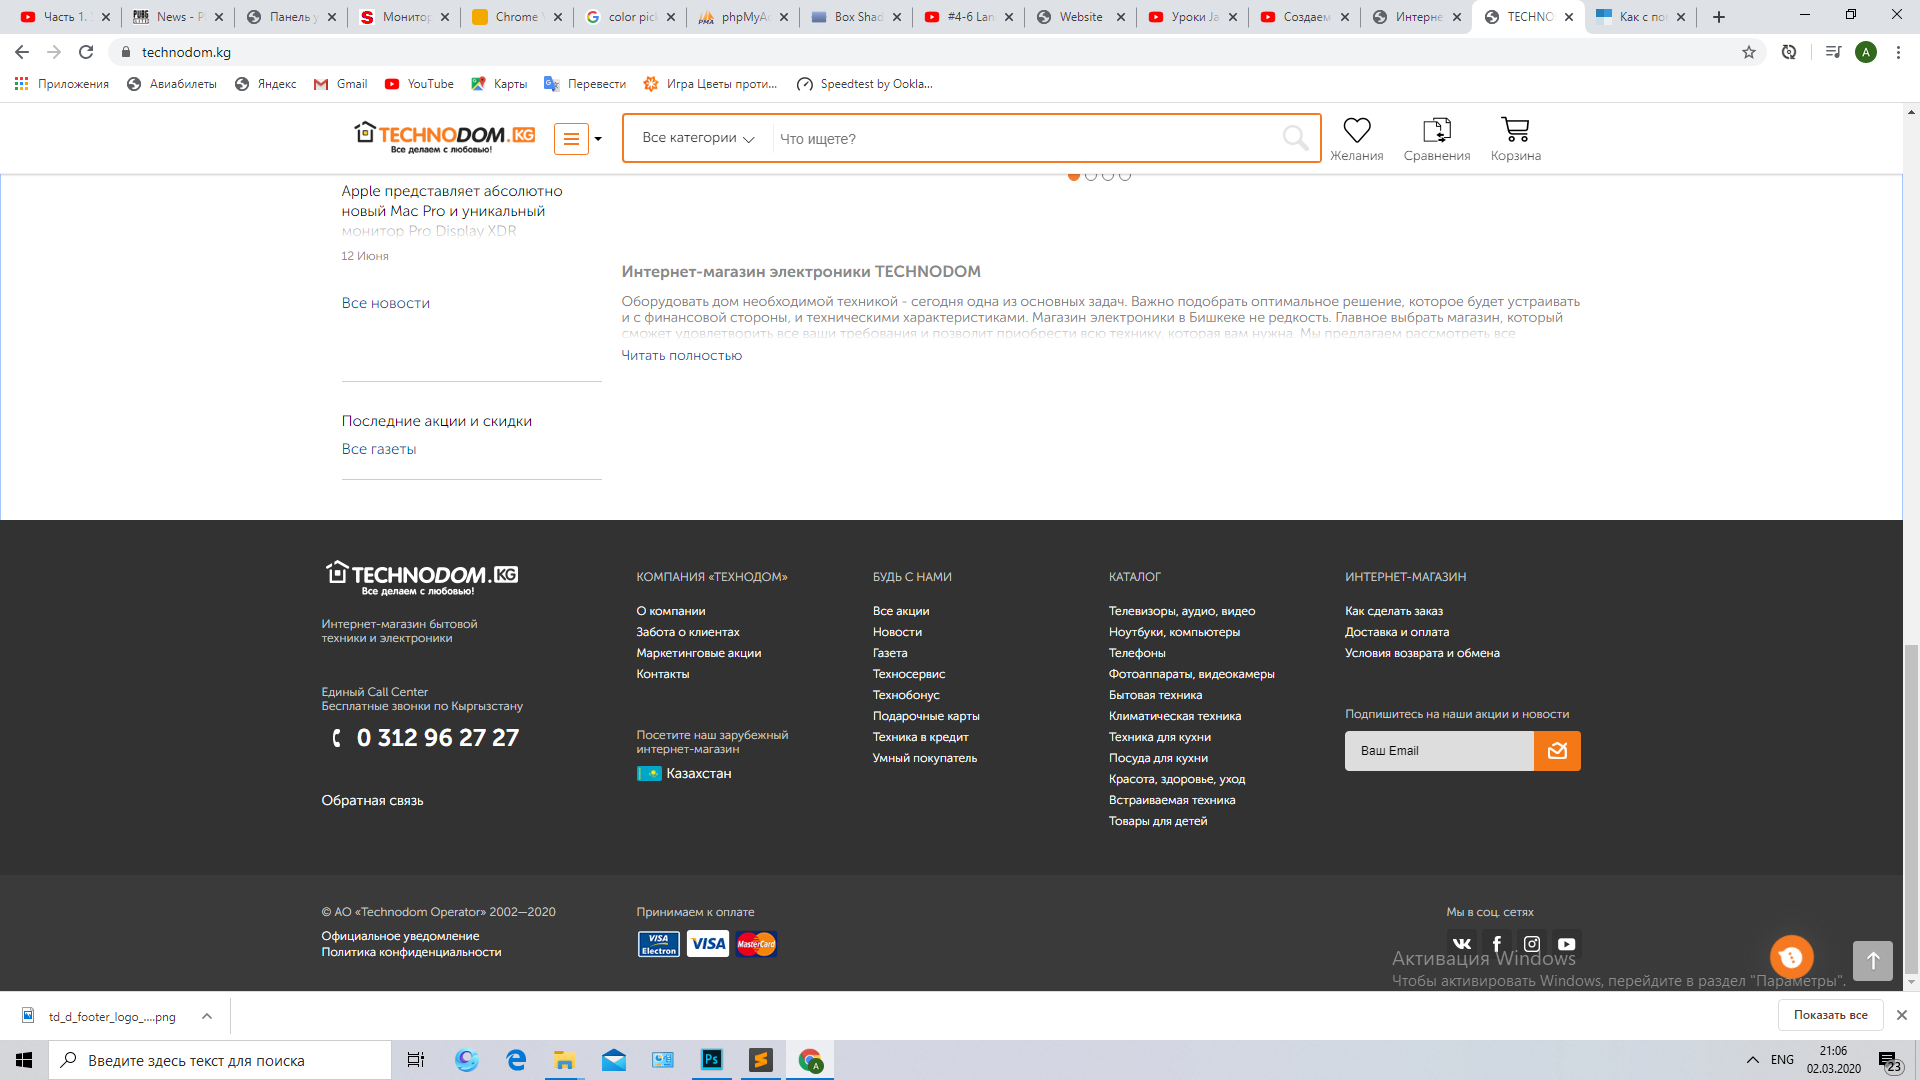 Часть 1.
News - P
Панель у
Монитор
Chrome
color pic
phpMyA
Box Shad
#4-6 Lan
Website
Уроки Ja
Создаем
Интерне
TECHNO
Как с по
technodom.kg
A
Приложения
Авиабилеты
Яндекс
Gmail
YouTube
Карты
Перевести
Игра Цветы проти...
Speedtest by Ookla...
TECHNODOM.KG
Все делаем с любовью!
Все категории
Что ищете?
Желания
Сравнения
Корзина
Apple представляет абсолютно
новый Mac Pro и уникальный
монитор Pro Display XDR
12 Июня
Все новости
Интернет-магазин электроники TECHNODOM
Оборудовать дом необходимой техникой - сегодня одна из основных задач. Важно подобрать оптимальное решение, которое будет устраивать
и с финансовой стороны, и техническими характеристиками. Магазин электроники в Бишкеке не редкость. Главное выбрать магазин, который
сможет удовлетворить все ваши требования и позволит приобрести всю технику, которая вам нужна. Мы предлагаем рассмотреть все
Читать полностью
Последние акции и скидки
Все газеты
TECHNODOM.KG
Все делаем с любовью!
Интернет-магазин бытовой
техники и электроники
Единый Call Center
Бесплатные звонки по Кыргызстану
0 312 96 27 27
Обратная связь
КОМПАНИЯ «ТЕХНОДОМ»
О компании
Забота о клиентах
Маркетинговые акции
Контакты
Посетите наш зарубежный
интернет-магазин
Казахстан
БУДЬ С НАМИ
Все акции
Новости
Газета
Техносервис
Технобонус
Подарочные карты
Техника в кредит
Умный покупатель
КАТАЛОГ
Телевизоры, аудио, видео
Ноутбуки, компьютеры
Телефоны
Фотоаппараты, видеокамеры
Бытовая техника
Климатическая техника
Техника для кухни
Посуда для кухни
Красота, здоровье, уход
Встраиваемая техника
Товары для детей
ИНТЕРНЕТ-МАГАЗИН
Как сделать заказ
Доставка и оплата
Условия возврата и обмена
Подпишитесь на наши акции и новости
Ваш Email
© АО «Technodom Operator» 2002—2020
Официальное уведомление
Политика конфиденциальности
Принимаем к оплате
VISA Electron
VISA
MasterCard
Мы в соц. сетях
Активация Windows
Чтобы активировать Windows, перейдите в раздел "Параметры".
td_d_footer_logo_....png
Показать все
Введите здесь текст для поиска
Ps
ENG
21:06
02.03.2020
23